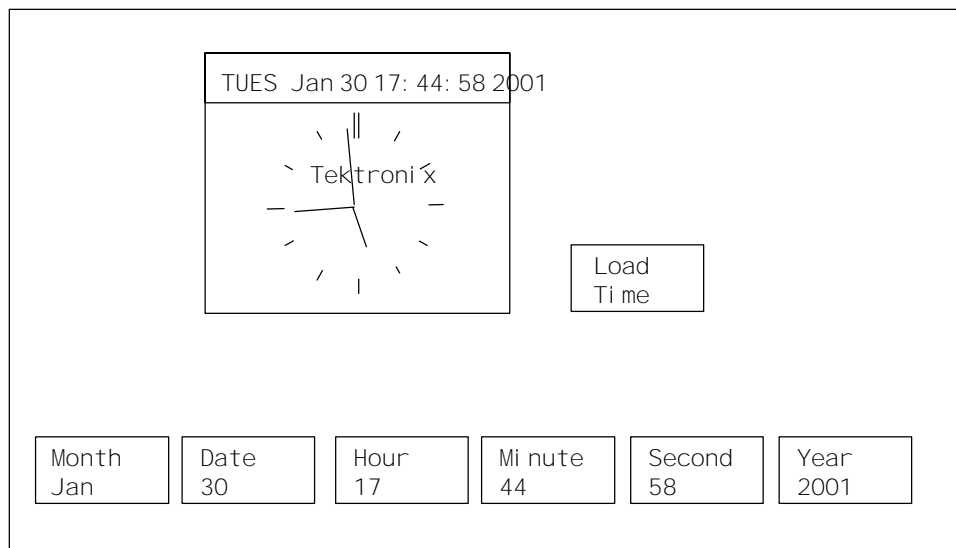 TUES Jan 30 17:44:58 2001
Tektronix
Load
Time
Month
Jan
Date
30
Hour
17
Minute
44
Second
58
Year
2001